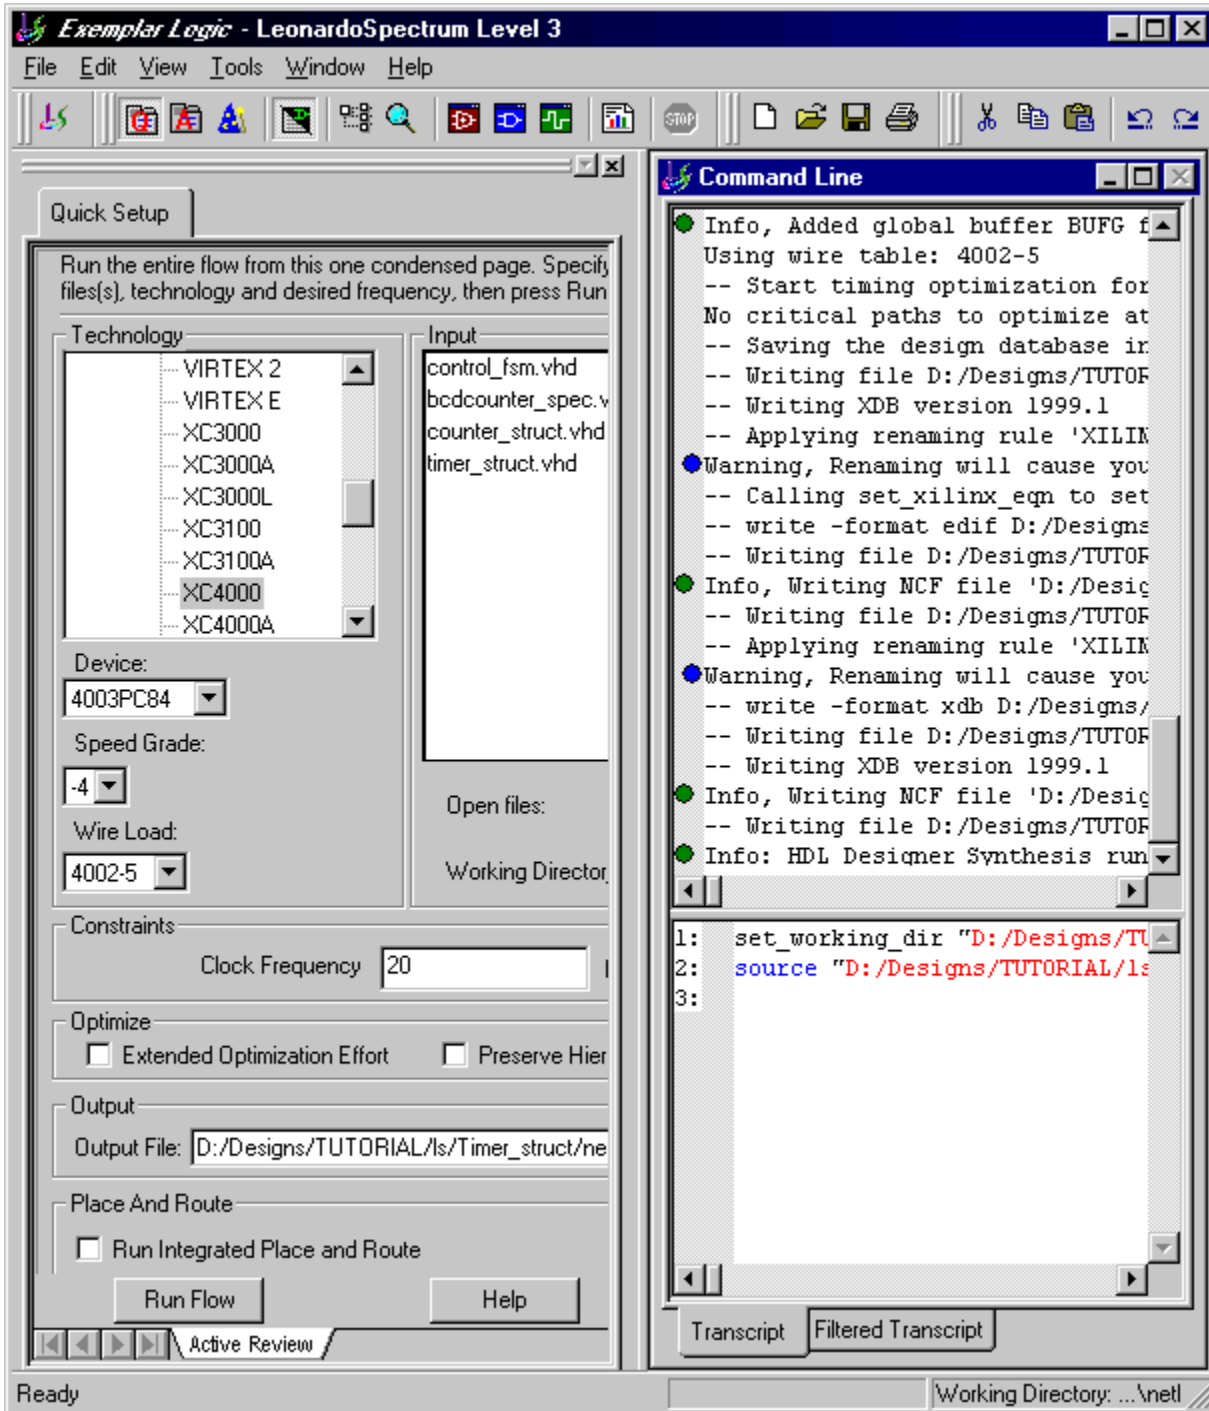 Exemplar Logic - LeonardoSpectrum Level 3
File Edit View Tools Window Help
STOP
Quick Setup
Run the entire flow from this one condensed page. Specify
files(s), technology and desired frequency, then press Run
Technology
VIRTEX 2
VIRTEX E
XC3000
XC3000A
XC3000L
XC3100
XC3100A
XC4000
XC4000A
Device:
4003PC84
Speed Grade:
-4
Wire Load:
4002-5
Input
control_fsm.vhd
bcdcounter_spec.v
counter_struct.vhd
timer_struct.vhd
Open files:
Working Director
Constraints
Clock Frequency 20
Optimize
Extended Optimization Effort Preserve Hier
Output
Output File: D:/Designs/TUTORIAL/ls/Timer_struct/ne
Place And Route
Run Integrated Place and Route
Run Flow Help
Active Review
Command Line
Info, Added global buffer BUFG f
Using wire table: 4002-5
-- Start timing optimization for
No critical paths to optimize at
-- Saving the design database in
-- Writing file D:/Designs/TUTOR
-- Writing XDB version 1999.1
-- Applying renaming rule 'XILIN
Warning, Renaming will cause you
-- Calling set_xilinx_eqn to set
-- write -format edif D:/Designs
-- Writing file D:/Designs/TUTOR
Info, Writing NCF file 'D:/Desig
-- Writing file D:/Designs/TUTOR
-- Applying renaming rule 'XILIN
Warning, Renaming will cause you
-- write -format xdb D:/Designs/
-- Writing file D:/Designs/TUTOR
-- Writing XDB version 1999.1
Info, Writing NCF file 'D:/Desig
-- Writing file D:/Designs/TUTOR
Info: HDL Designer Synthesis run
1: set_working_dir "D:/Designs/TU
2: source "D:/Designs/TUTORIAL/ls
3:
Transcript Filtered Transcript
Ready
Working Directory: ...\netl